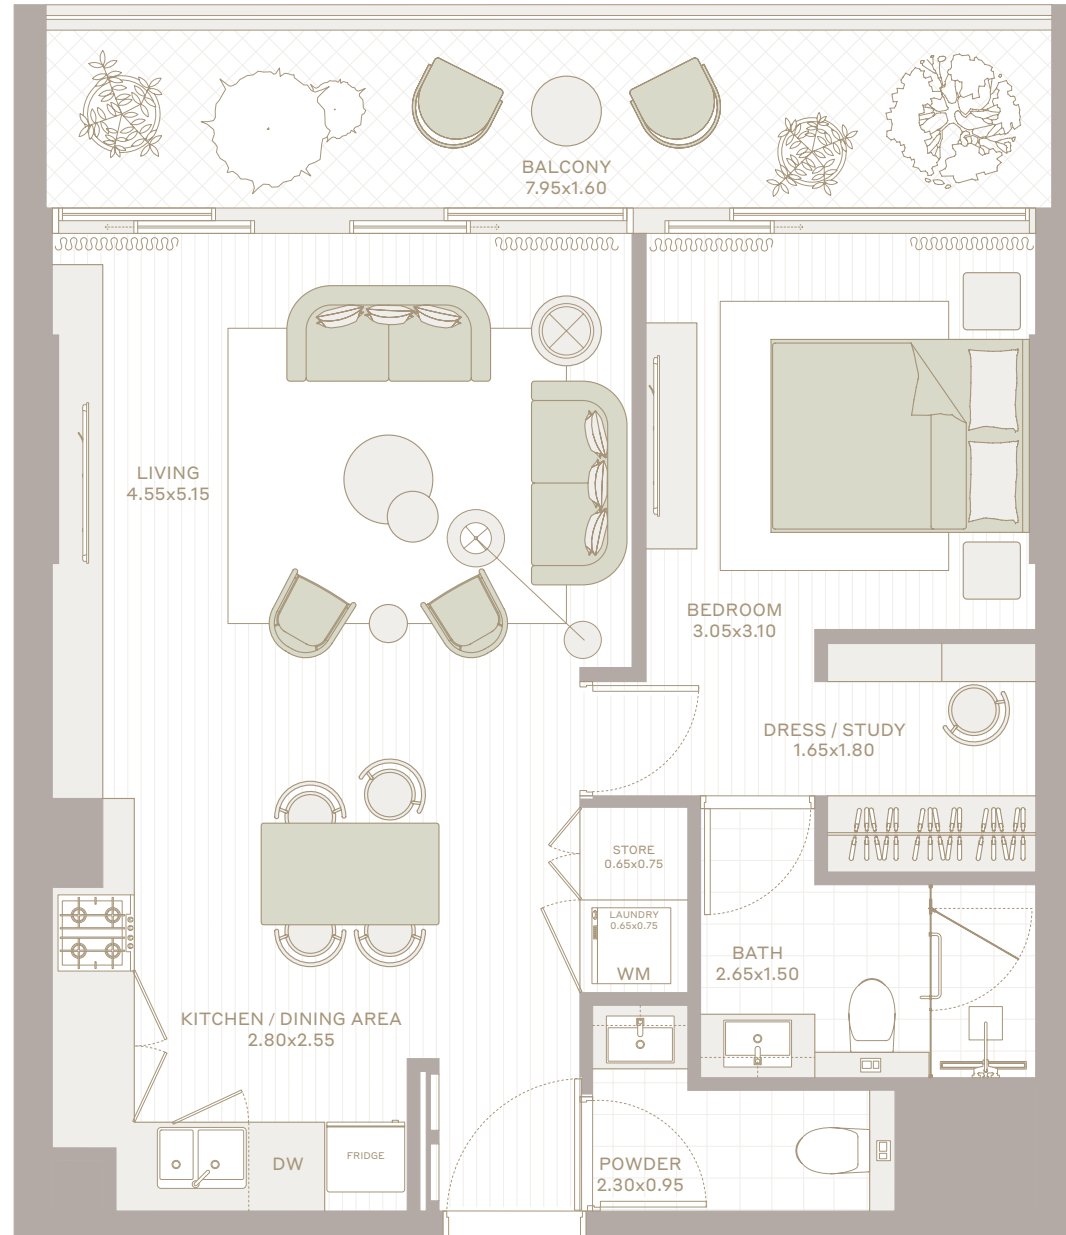 BALCONY
7.95x1.60
LIVING
4.55x5.15
BEDROOM
3.05x3.10
DRESS / STUDY
1.65x1.80
STORE
0.65x0.75
LAUNDRY
0.65x0.75
WM
BATH
2.65x1.50
KITCHEN / DINING AREA
2.80x2.55
DW
FRIDGE
POWDER
2.30x0.95